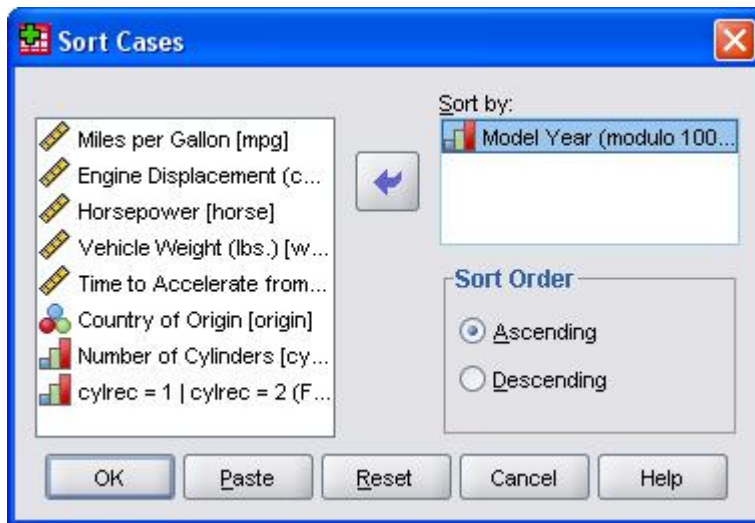 Sort Cases
Miles per Gallon [mpg]
Engine Displacement (c...
Horsepower [horse]
Vehicle Weight (lbs.) [w...
Time to Accelerate from...
Country of Origin [origin]
Number of Cylinders [cy...
cylrec = 1 | cylrec = 2 (F...
Sort by:
Model Year (modulo 100...
Sort Order
Ascending
Descending
OK Paste Reset Cancel Help